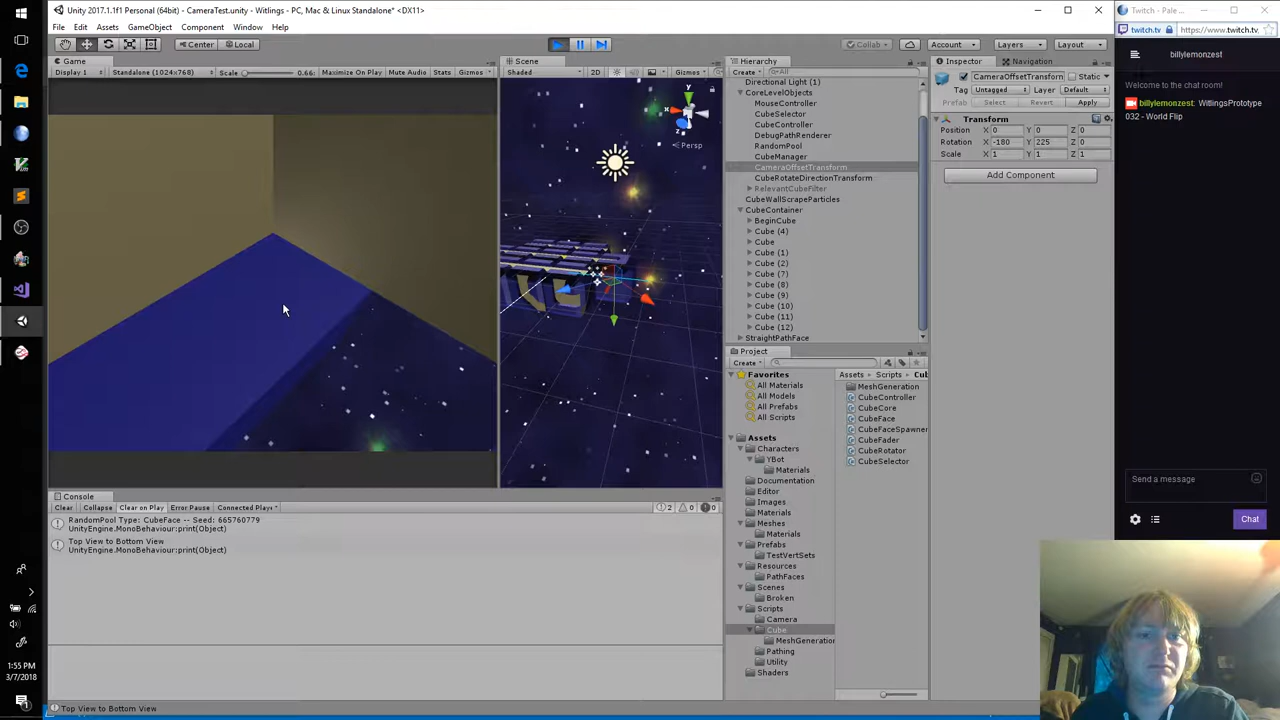 Unity 2017.1.1f1 Personal (64bit) - CameraTest.unity - Witlings - PC, Mac & Linux Standalone* <DX11>
File Edit Assets GameObject Component Window Help
Center Local
Collab Account Layers Layout
Game
Display 1 Standalone (1024x768) Scale 0.66 Maximize On Play Mute Audio Stats Gizmos
Scene
Shaded 2D Gizmos
y
x
z
Persp
Hierarchy
Create All
Directional Light (1)
CoreLevelObjects
MouseController
CubeSelector
CubeController
DebugPathRenderer
RandomPool
CubeManager
CameraOffsetTransform
CubeRotateDirectionTransform
RelevantCubeFilter
CubeWallScrapeParticles
CubeContainer
BeginCube
Cube (4)
Cube
Cube (1)
Cube (2)
Cube (7)
Cube (8)
Cube (9)
Cube (10)
Cube (11)
Cube (12)
StraightPathFace
Inspector Navigation
CameraOffsetTransform Static
Tag Untagged Layer Default
Prefab Select Revert Apply
Transform
Position X 0 Y 0 Z 0
Rotation X -180 Y 225 Z 0
Scale X 1 Y 1 Z 1
Add Component
Project
Create
Favorites
All Materials
All Models
All Prefabs
All Scripts
Assets
Characters
YBot
Materials
Documentation
Editor
Images
Materials
Meshes
Materials
Prefabs
TestVertSets
Resources
PathFaces
Scenes
Broken
Scripts
Camera
Cube
MeshGeneration
Pathing
Utility
Shaders
Assets Scripts Cub
MeshGeneration
CubeController
CubeCore
CubeFace
CubeFaceSpawner
CubeFader
CubeRotator
CubeSelector
Console
Clear Collapse Clear on Play Error Pause Connected Player 2 0 0
RandomPool Type: CubeFace -- Seed: 665760779
UnityEngine.MonoBehaviour:print(Object)
Top View to Bottom View
UnityEngine.MonoBehaviour:print(Object)
Top View to Bottom View
Twitch - Pale
twitch.tv https://www.twitch.tv
billylemonzest
Welcome to the chat room!
billylemonzest: WitlingsPrototype
032 - World Flip
Send a message
Chat
1:55 PM
3/7/2018